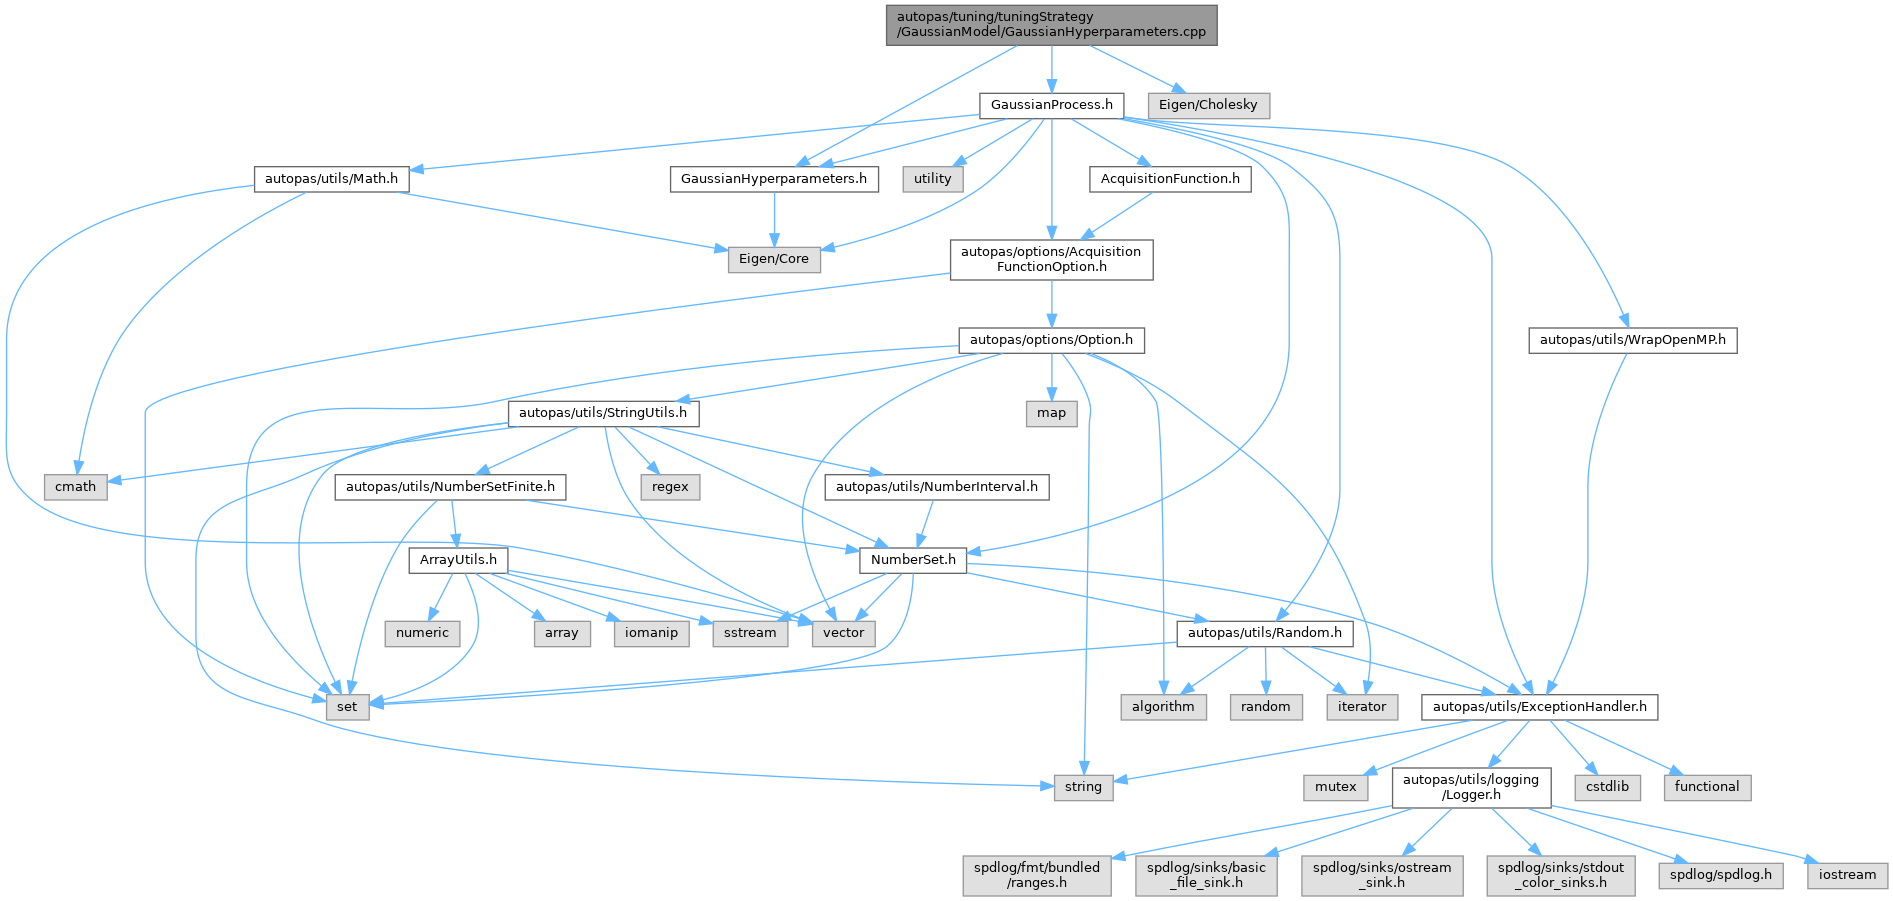 autopas/tuning/tuningStrategy
/GaussianModel/GaussianHyperparameters.cpp
GaussianProcess.h
Eigen/Cholesky
autopas/utils/Math.h
GaussianHyperparameters.h
utility
AcquisitionFunction.h
Eigen/Core
autopas/options/Acquisition
FunctionOption.h
autopas/options/Option.h
autopas/utils/WrapOpenMP.h
autopas/utils/StringUtils.h
map
cmath
autopas/utils/NumberSetFinite.h
regex
autopas/utils/NumberInterval.h
ArrayUtils.h
NumberSet.h
numeric
array
iomanip
sstream
vector
autopas/utils/Random.h
set
algorithm
random
iterator
autopas/utils/ExceptionHandler.h
string
mutex
autopas/utils/logging
/Logger.h
cstdlib
functional
spdlog/fmt/bundled
/ranges.h
spdlog/sinks/basic
_file_sink.h
spdlog/sinks/ostream
_sink.h
spdlog/sinks/stdout
_color_sinks.h
spdlog/spdlog.h
iostream